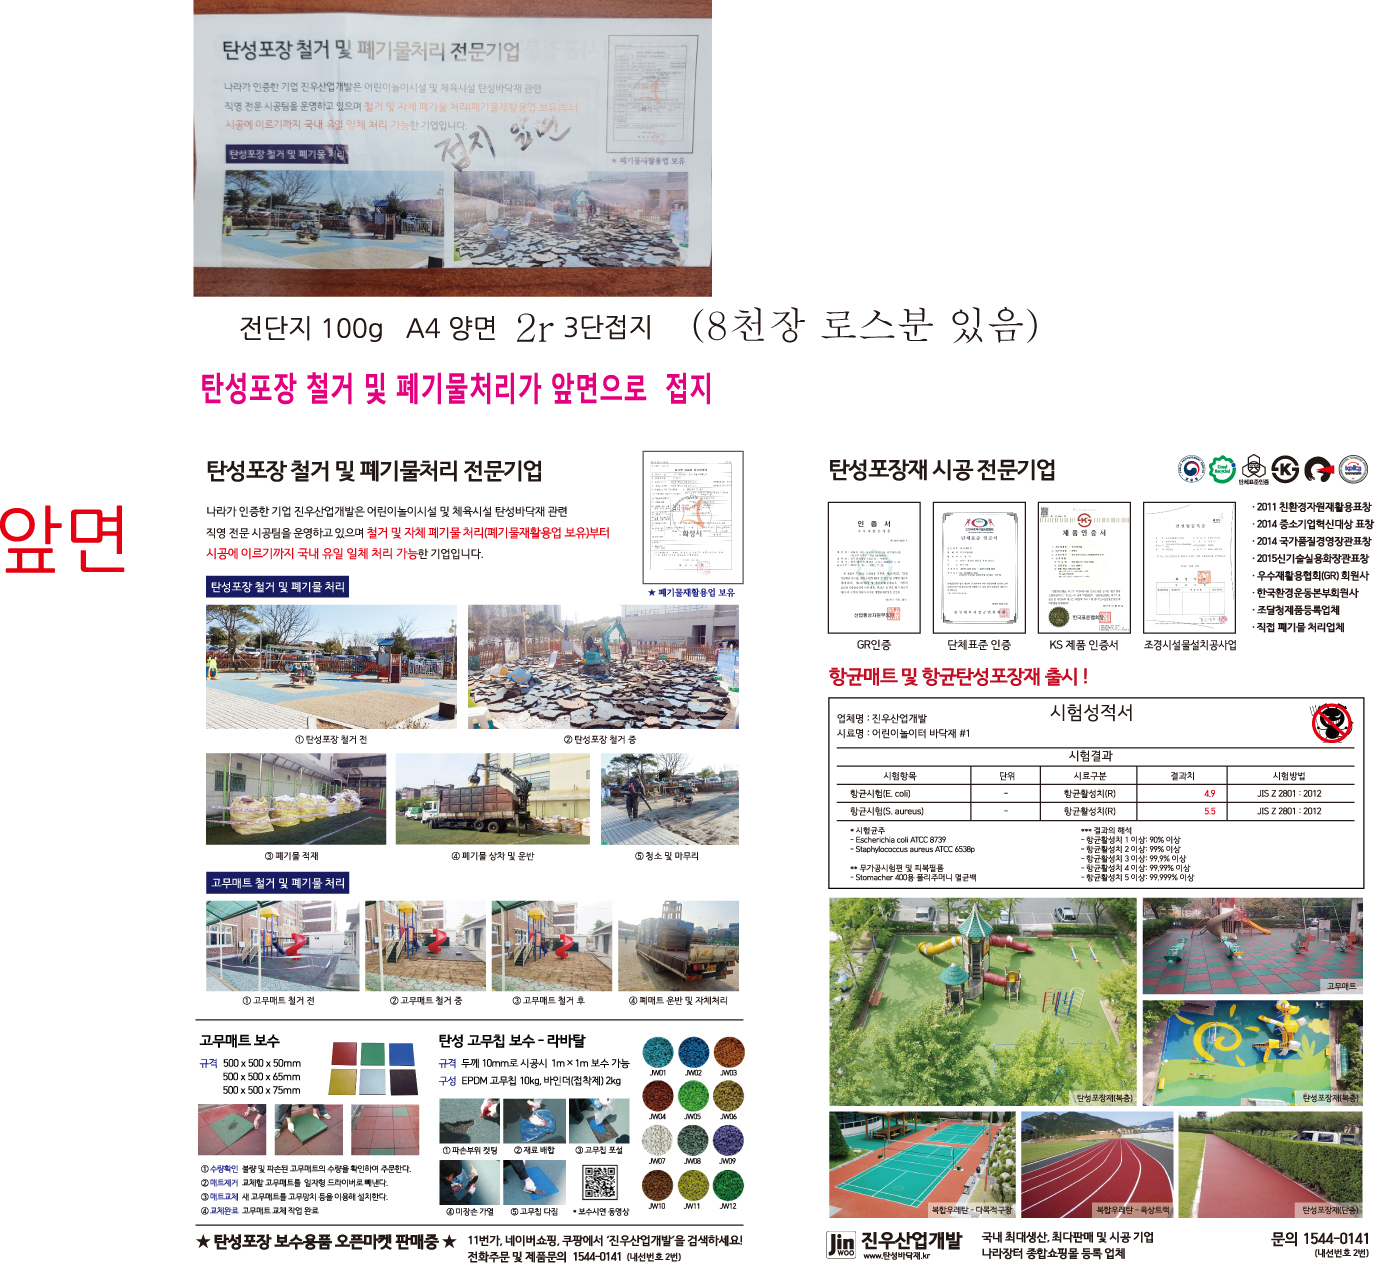 탄성포장 철거 및 폐기물처리 전문기업
나라가 인증한 기업 진우산업개발은 어린이놀이시설 및 체육시설 탄성바닥재 관련
직영 전문 시공팀을 운영하고 있으며 철거 및 자체 폐기물 처리(폐기물재활용업 보유)부터
시공에 이르기까지 국내 유일 일체 처리 가능한 기업입니다.
접지 앞면
탄성포장 철거 및 폐기물 처리
★ 폐기물재활용업 보유
전단지 100g A4 양면 2r 3단접지 (8천장 로스분 있음)
탄성포장 철거 및 폐기물처리가 앞면으로 접지
앞면
탄성포장 철거 및 폐기물처리 전문기업
나라가 인증한 기업 진우산업개발은 어린이놀이시설 및 체육시설 탄성바닥재 관련
직영 전문 시공팀을 운영하고 있으며 철거 및 자체 폐기물 처리(폐기물재활용업 보유)부터
시공에 이르기까지 국내 유일 일체 처리 가능한 기업입니다.
★ 폐기물재활용업 보유
탄성포장 철거 및 폐기물 처리
① 탄성포장 철거 전
② 탄성포장 철거 중
③ 폐기물 적재
④ 폐기물 상차 및 운반
⑤ 청소 및 마무리
고무매트 철거 및 폐기물 처리
① 고무매트 철거 전
② 고무매트 철거 중
③ 고무매트 철거 후
④ 폐매트 운반 및 자체처리
고무매트 보수
규격 500 x 500 x 50mm
500 x 500 x 65mm
500 x 500 x 75mm
① 수량확인 불량 및 파손된 고무매트의 수량을 확인하여 주문한다.
② 매트제거 교체할 고무매트를 일자형 드라이버로 빼낸다.
③ 매트교체 새 고무매트를 고무망치 등을 이용해 설치한다.
④ 교체완료 고무매트 교체 작업 완료
탄성 고무칩 보수 - 라바탈
규격 두께 10mm로 시공시 1m × 1m 보수 가능
구성 EPDM 고무칩 10kg, 바인더(접착제) 2kg
① 파손부위 컷팅
② 재료 배합
③ 고무칩 포설
④ 미장손 가열
⑤ 고무칩 다짐
* 보수시연 동영상
JW01 JW02 JW03
JW04 JW05 JW06
JW07 JW08 JW09
JW10 JW11 JW12
★ 탄성포장 보수용품 오픈마켓 판매중 ★
11번가, 네이버쇼핑, 쿠팡에서 '진우산업개발'을 검색하세요!
전화주문 및 제품문의 1544-0141 (내선번호 2번)
탄성포장재 시공 전문기업
Good Recycled
단체표준인증
K
kolta
인 증 서
산업통상자원부장관
단체표준 인증서
제 품 인 증 서
한국표준협회장
GR인증
단체표준 인증
KS 제품 인증서
조경시설물설치공사업
· 2011 친환경자원재활용표창
· 2014 중소기업혁신대상 표창
· 2014 국가품질경영장관표창
· 2015신기술실용화장관표창
· 우수재활용협회(GR) 회원사
· 한국환경운동본부회원사
· 조달청제품등록업체
· 직접 폐기물 처리업체
항균매트 및 항균탄성포장재 출시 !
시험성적서
업체명 : 진우산업개발
시료명 : 어린이놀이터 바닥재 #1
시험결과
시험항목 단위 시료구분 결과치 시험방법
항균시험(E. coli) - 항균활성치(R) 4.9 JIS Z 2801 : 2012
항균시험(S. aureus) - 항균활성치(R) 5.5 JIS Z 2801 : 2012
* 시험균주
- Escherichia coli ATCC 8739
- Staphylococcus aureus ATCC 6538p
** 무가공시험편 및 피복필름
- Stomacher 400용 폴리주머니 멸균백
*** 결과의 해석
- 항균활성치 1 이상: 90% 이상
- 항균활성치 2 이상: 99% 이상
- 항균활성치 3 이상: 99.9% 이상
- 항균활성치 4 이상: 99.99% 이상
- 항균활성치 5 이상: 99.999% 이상
고무매트
탄성포장재(복층)
탄성포장재(복층)
복합우레탄 - 다목적구장
복합우레탄 - 육상트랙
탄성포장재(단층)
Jin WOO
진우산업개발
www.탄성바닥재.kr
국내 최대생산, 최다판매 및 시공 기업
나라장터 종합쇼핑몰 등록 업체
문의 1544-0141
(내선번호 2번)